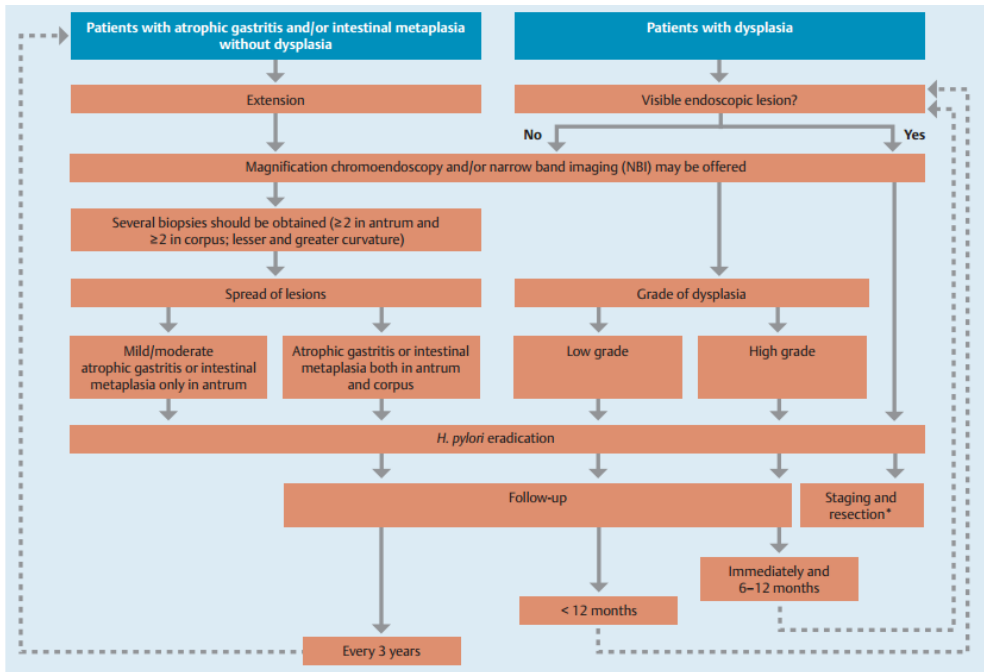 Patients with atrophic gastritis and/or intestinal metaplasia
without dysplasia
Patients with dysplasia
Extension
Visible endoscopic lesion?
No
Yes
Magnification chromoendoscopy and/or narrow band imaging (NBI) may be offered
Several biopsies should be obtained (≥2 in antrum and
≥2 in corpus; lesser and greater curvature)
Spread of lesions
Grade of dysplasia
Mild/moderate
atrophic gastritis or intestinal
metaplasia only in antrum
Atrophic gastritis or intestinal
metaplasia both in antrum
and corpus
Low grade
High grade
H. pylori eradication
Follow-up
Staging and
resection*
Immediately and
6–12 months
< 12 months
Every 3 years